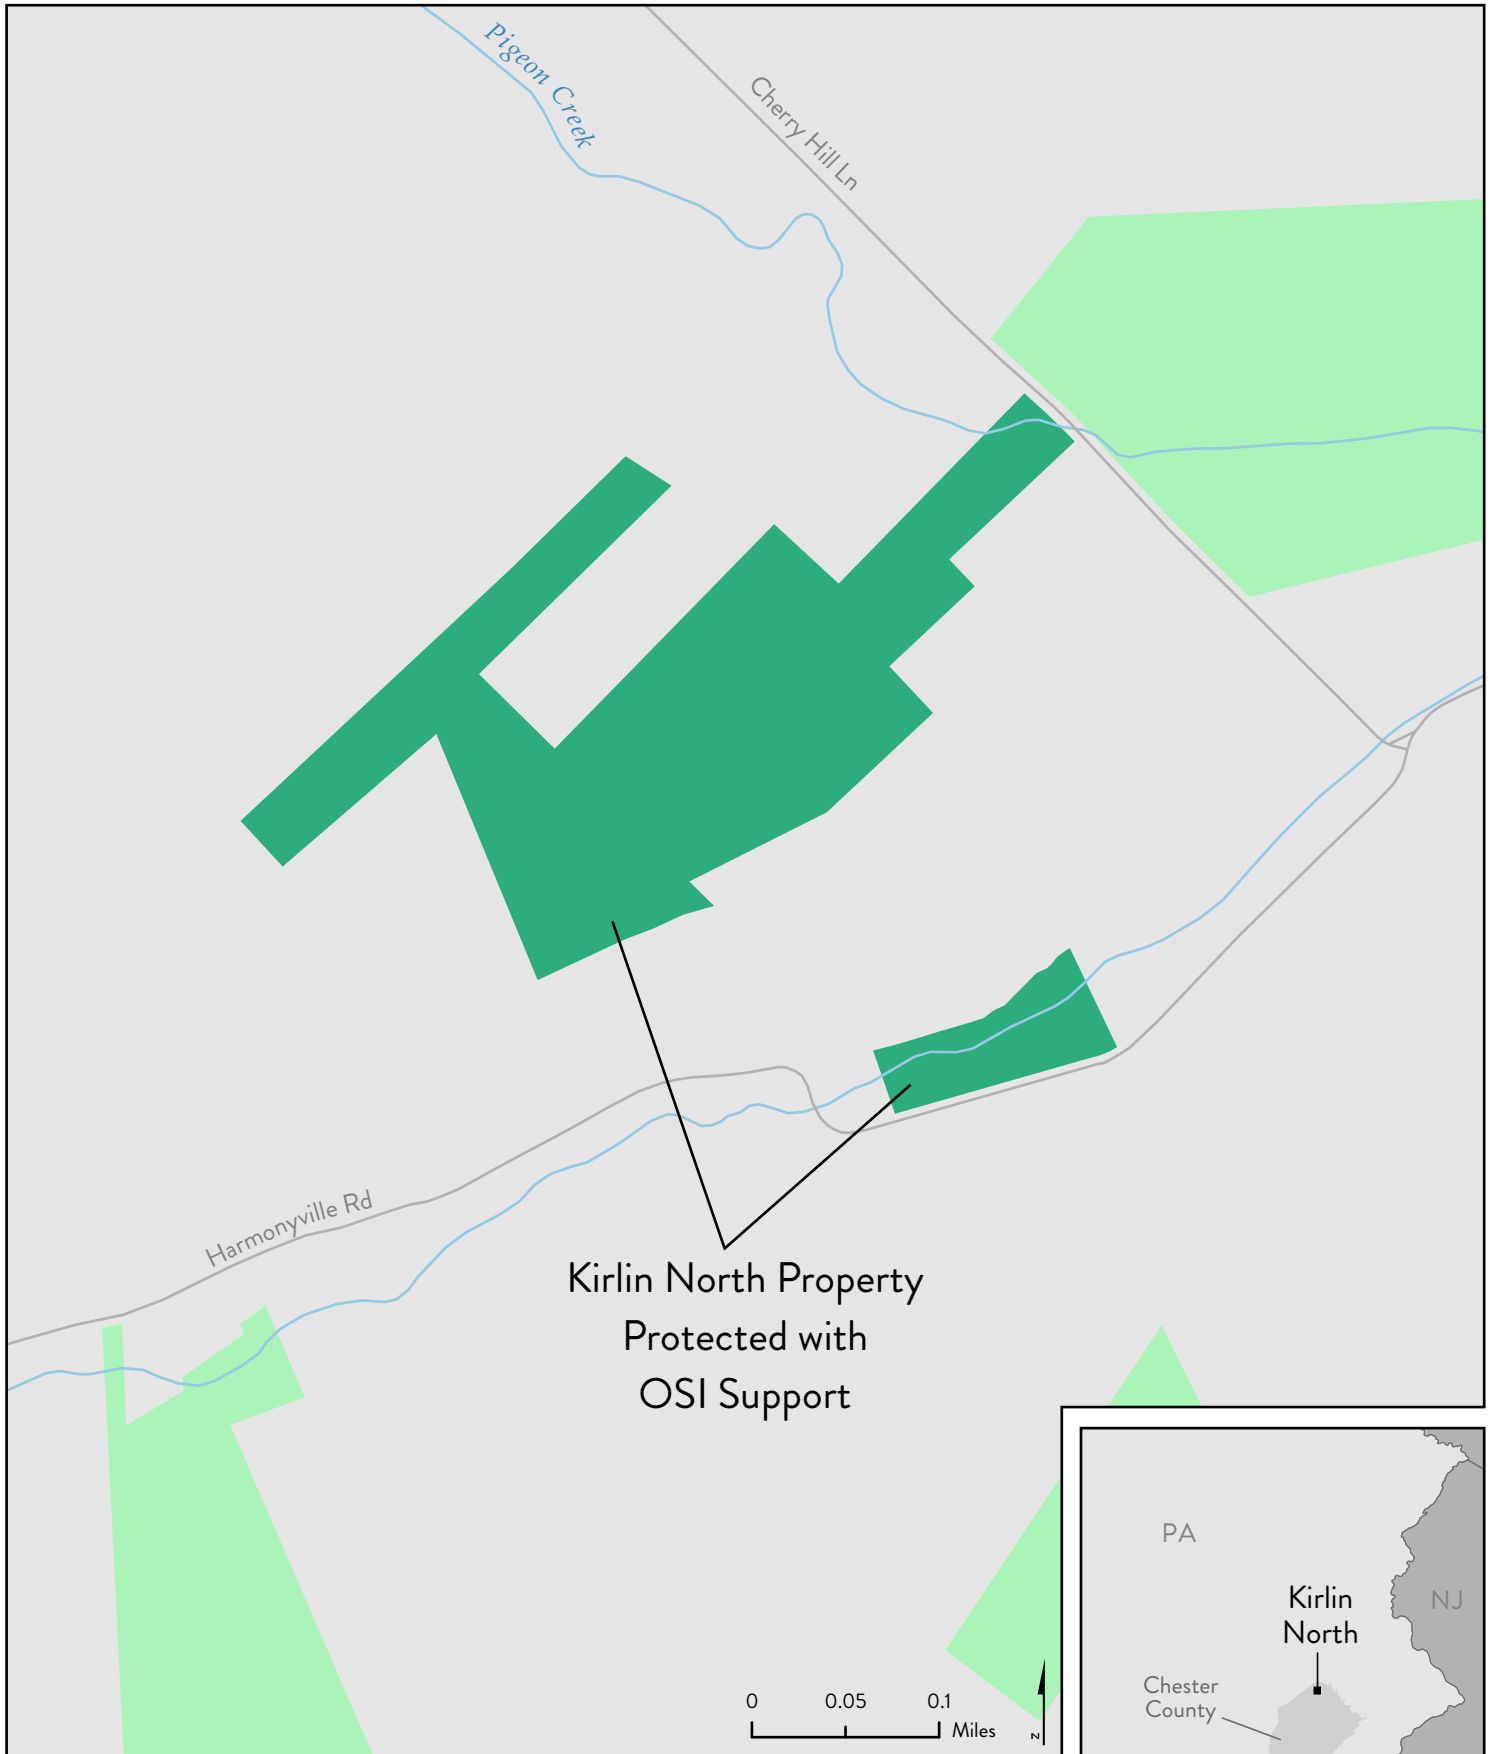 Pigeon Creek
Cherry Hill Ln
Harmonyville Rd
Kirlin North Property
Protected with
OSI Support
PA
Kirlin
North
NJ
Chester
County
0 0.05 0.1
Miles
N